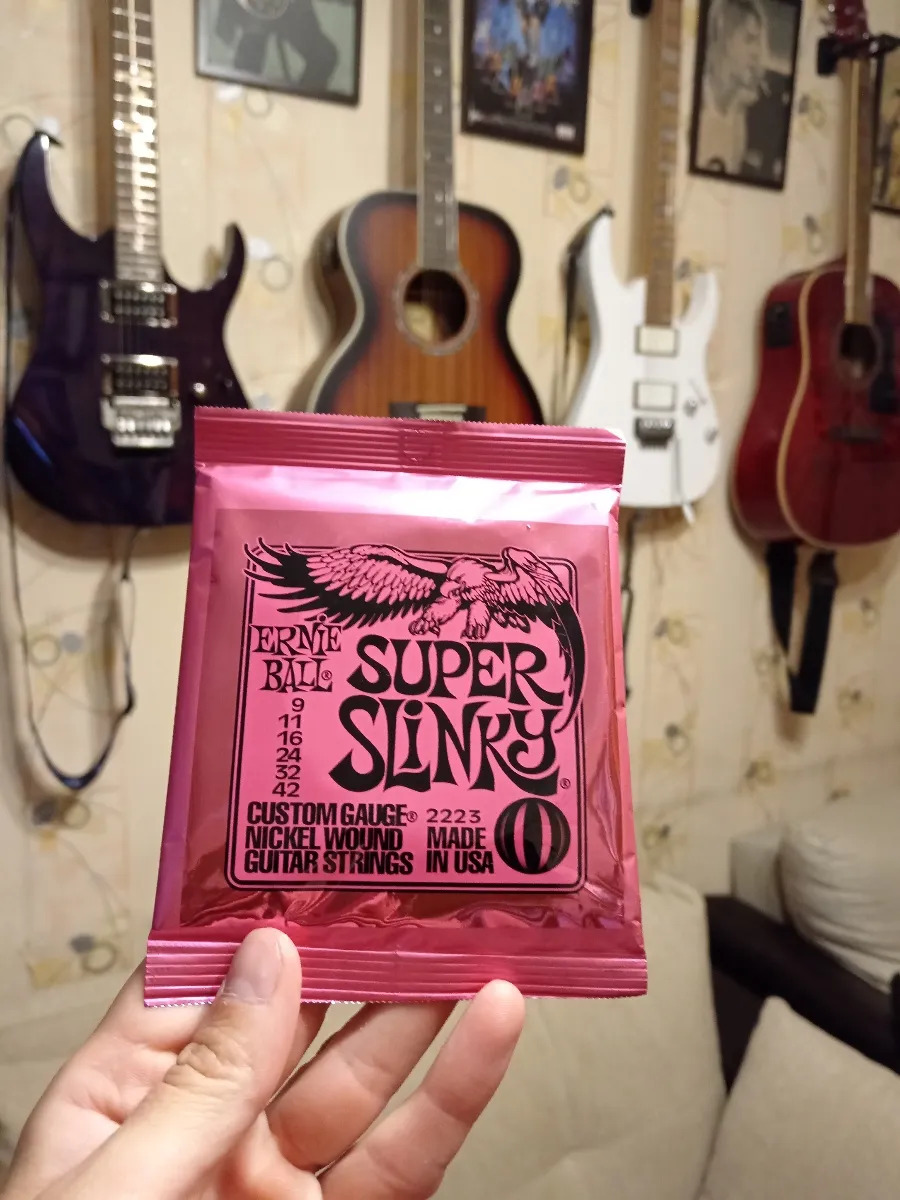 ERNIE
BALL®
SUPER
SLINKY®
9
11
16
24
32
42
CUSTOM GAUGE®
NICKEL WOUND
GUITAR STRINGS
2223
MADE
IN USA